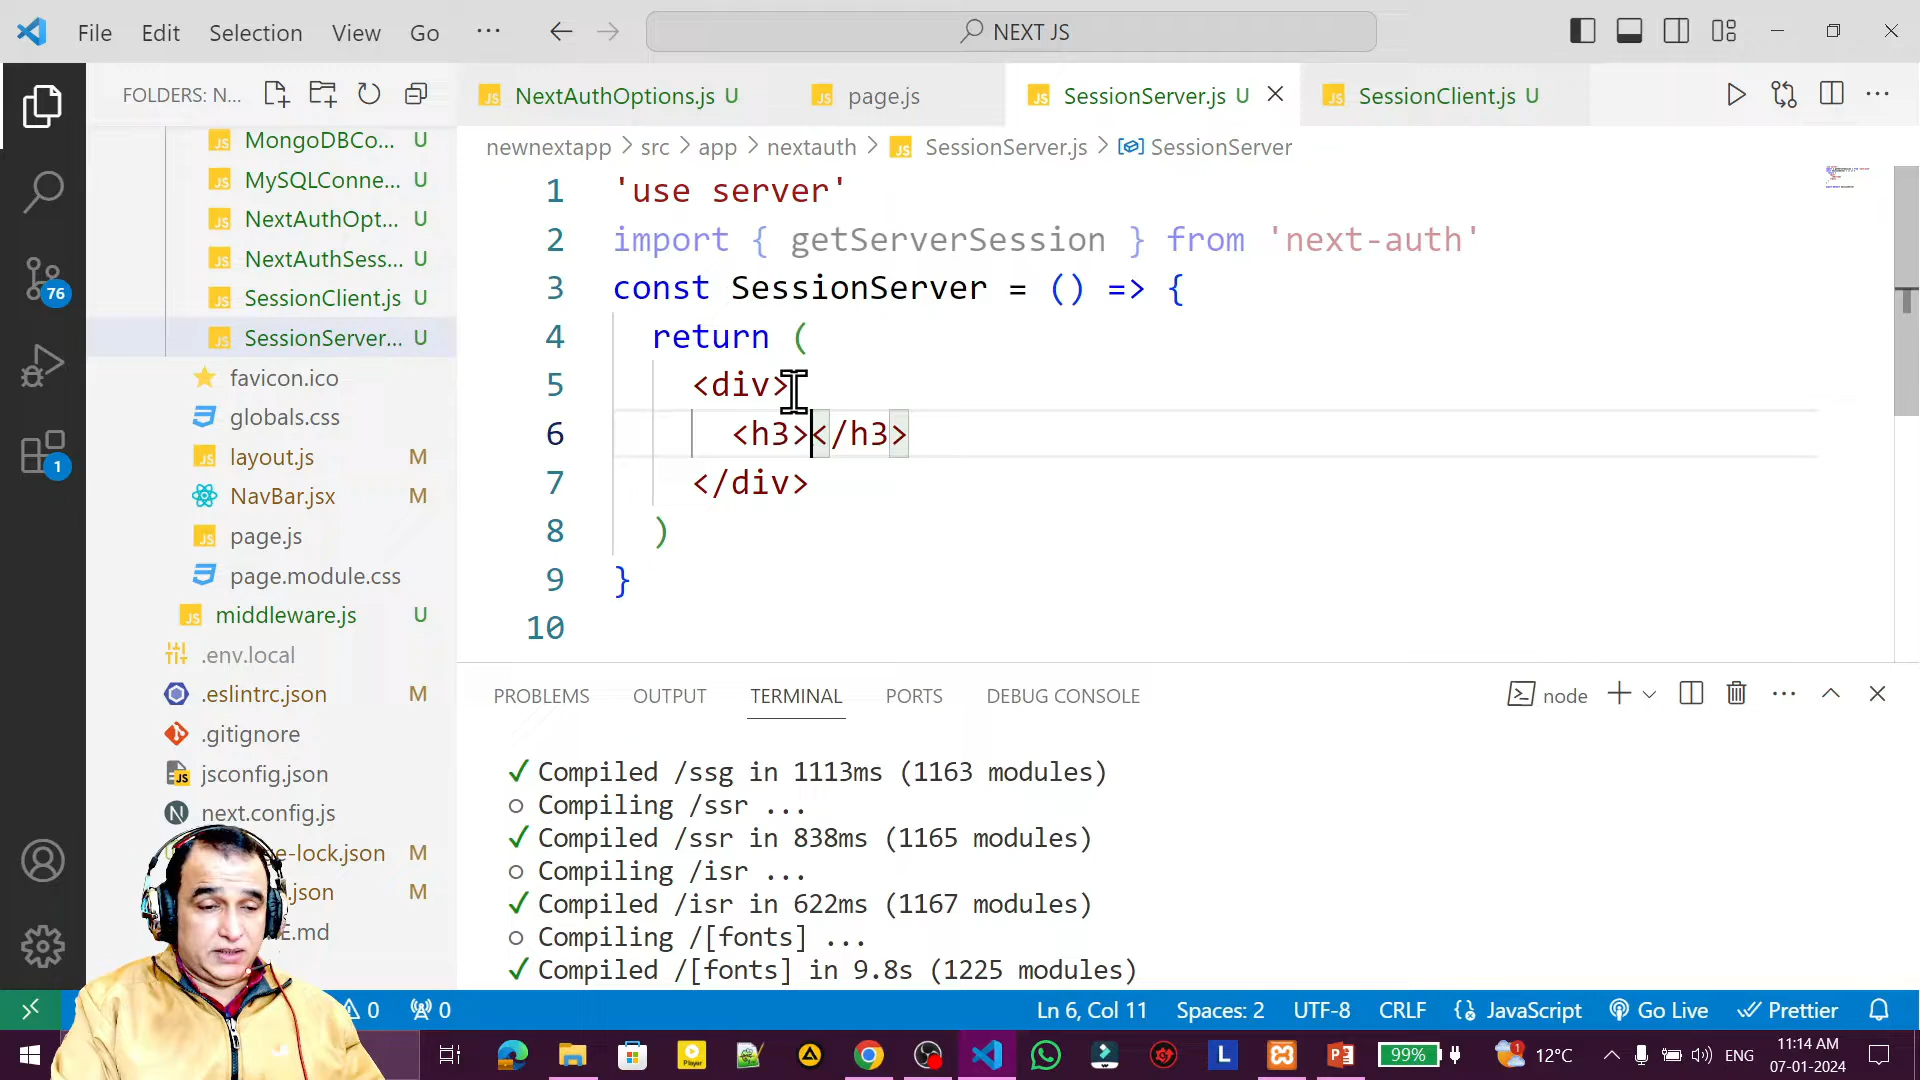 File Edit Selection View Go ··· NEXT JS
FOLDERS: N...
NextAuthOptions.js U page.js SessionServer.js U SessionClient.js U
newnextapp > src > app > nextauth > JS SessionServer.js > SessionServer
MongoDBCo... U
MySQLConne... U
NextAuthOpt... U
NextAuthSess... U
SessionClient.js U
SessionServer... U
favicon.ico
globals.css
layout.js M
NavBar.jsx M
page.js
page.module.css
middleware.js U
.env.local
.eslintrc.json M
.gitignore
jsconfig.json
next.config.js
e-lock.json M
.json M
E.md
76
1
1 'use server'
2 import { getServerSession } from 'next-auth'
3 const SessionServer = () => {
4 return (
5 <div>
6 <h3></h3>
7 </div>
8 )
9 }
10
PROBLEMS OUTPUT TERMINAL PORTS DEBUG CONSOLE node
✓ Compiled /ssg in 1113ms (1163 modules)
○ Compiling /ssr ...
✓ Compiled /ssr in 838ms (1165 modules)
○ Compiling /isr ...
✓ Compiled /isr in 622ms (1167 modules)
○ Compiling /[fonts] ...
✓ Compiled /[fonts] in 9.8s (1225 modules)
0 0 Ln 6, Col 11 Spaces: 2 UTF-8 CRLF {} JavaScript Go Live Prettier
99% 12°C ENG
11:14 AM
07-01-2024